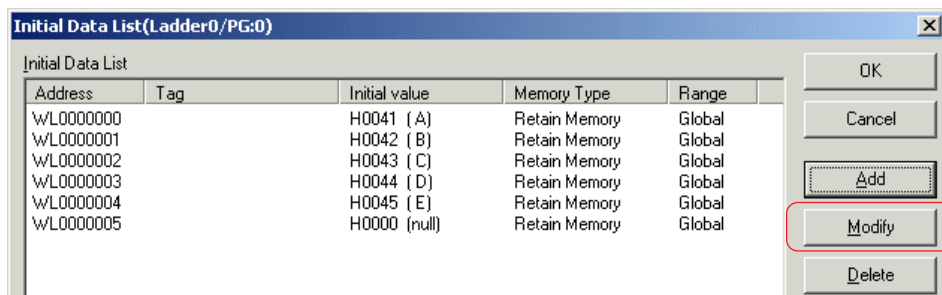 Initial Data List(Ladder0/PG:0)
Initial Data List
Address Tag Initial value Memory Type Range
WL0000000 H0041 ( A) Retain Memory Global
WL0000001 H0042 ( B) Retain Memory Global
WL0000002 H0043 ( C) Retain Memory Global
WL0000003 H0044 ( D) Retain Memory Global
WL0000004 H0045 ( E) Retain Memory Global
WL0000005 H0000 (null) Retain Memory Global
OK
Cancel
Add
Modify
Delete